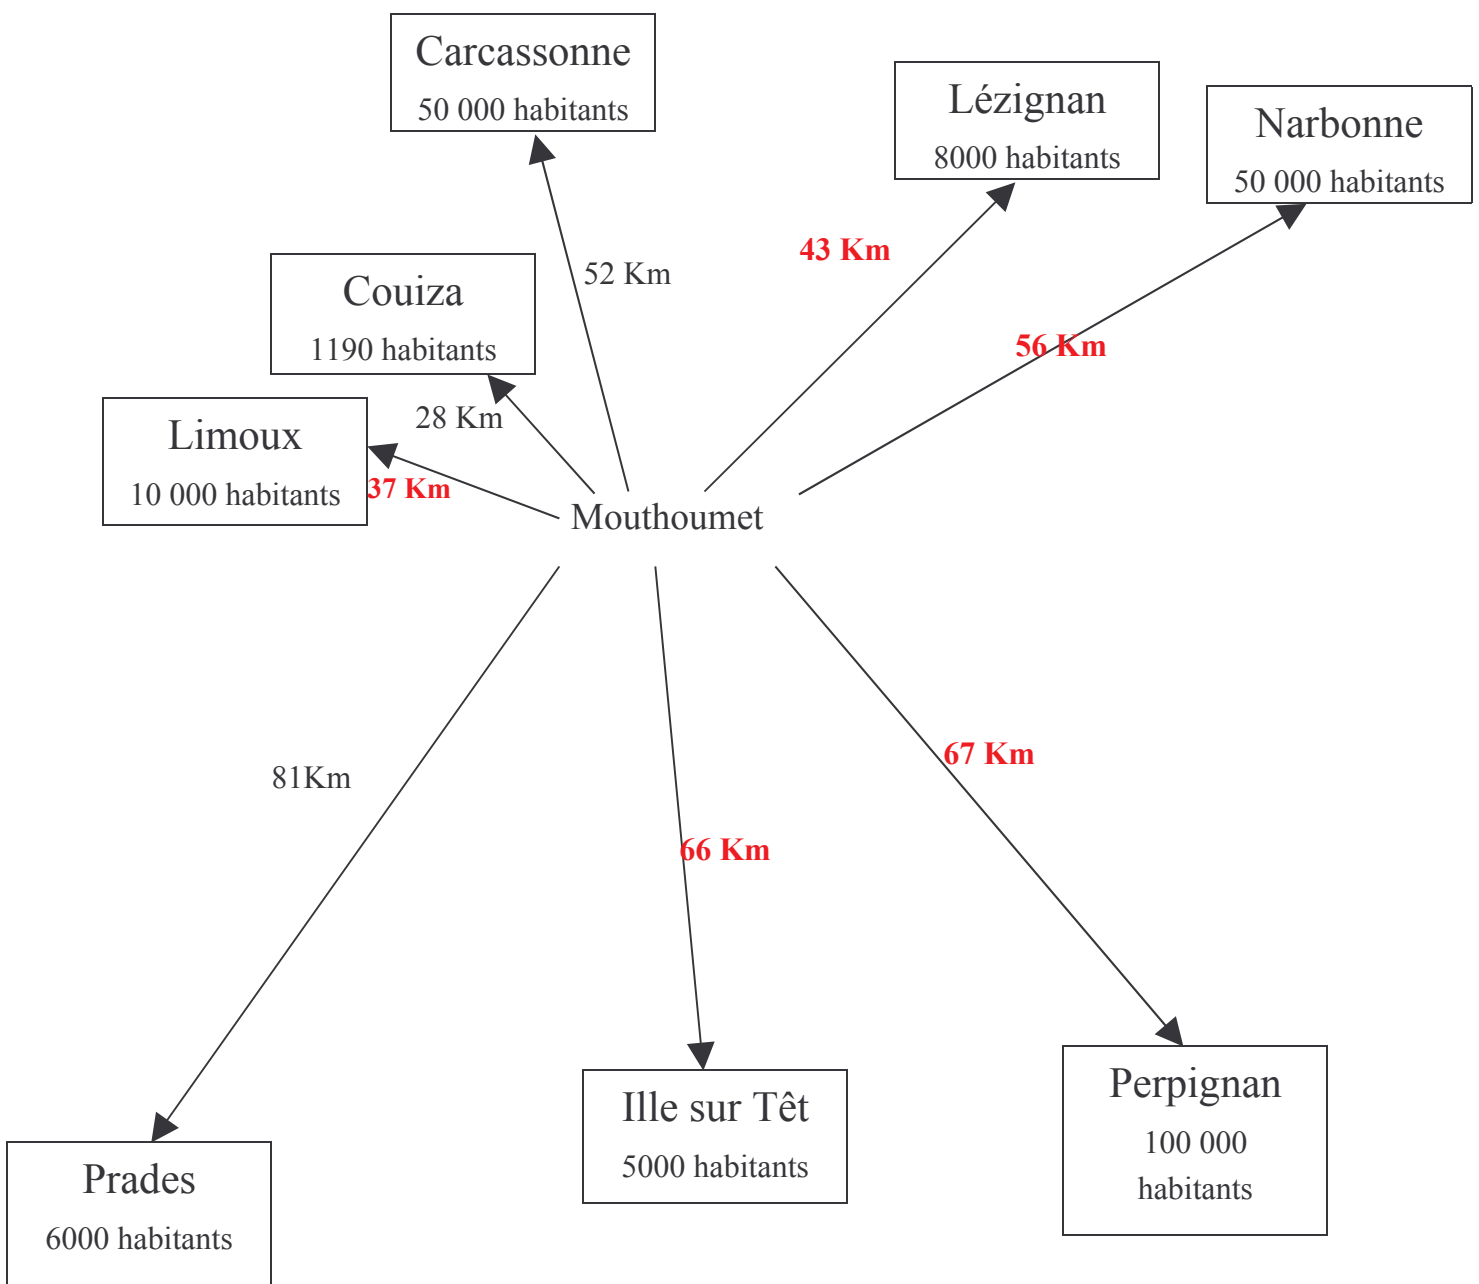 Carcassonne
50 000 habitants
Lézignan
8000 habitants
Narbonne
50 000 habitants
43 Km
52 Km
Couiza
1190 habitants
56 Km
28 Km
Limoux
10 000 habitants
37 Km
Mouthoumet
81Km
67 Km
66 Km
Ille sur Têt
5000 habitants
Perpignan
100 000
habitants
Prades
6000 habitants